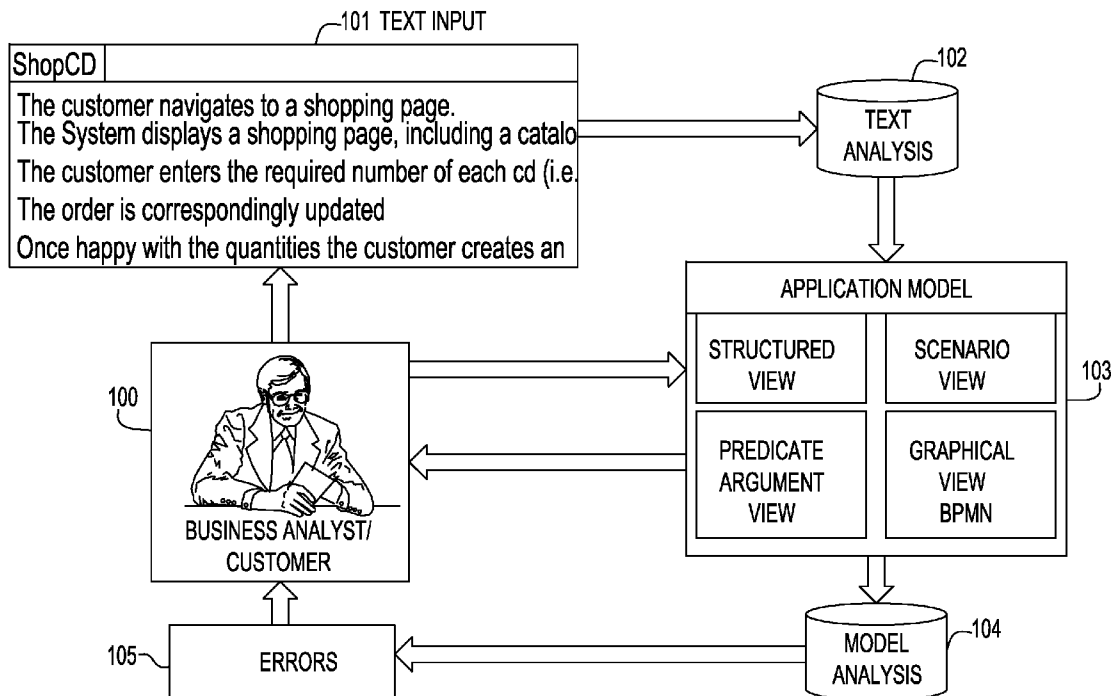 101 TEXT INPUT
ShopCD
The customer navigates to a shopping page.
The System displays a shopping page, including a catalo
The customer enters the required number of each cd (i.e.
The order is correspondingly updated
Once happy with the quantities the customer creates an
102
TEXT
ANALYSIS
APPLICATION MODEL
STRUCTURED
VIEW
SCENARIO
VIEW
PREDICATE
ARGUMENT
VIEW
GRAPHICAL
VIEW
BPMN
103
100
BUSINESS ANALYST/
CUSTOMER
105
ERRORS
MODEL
ANALYSIS
104